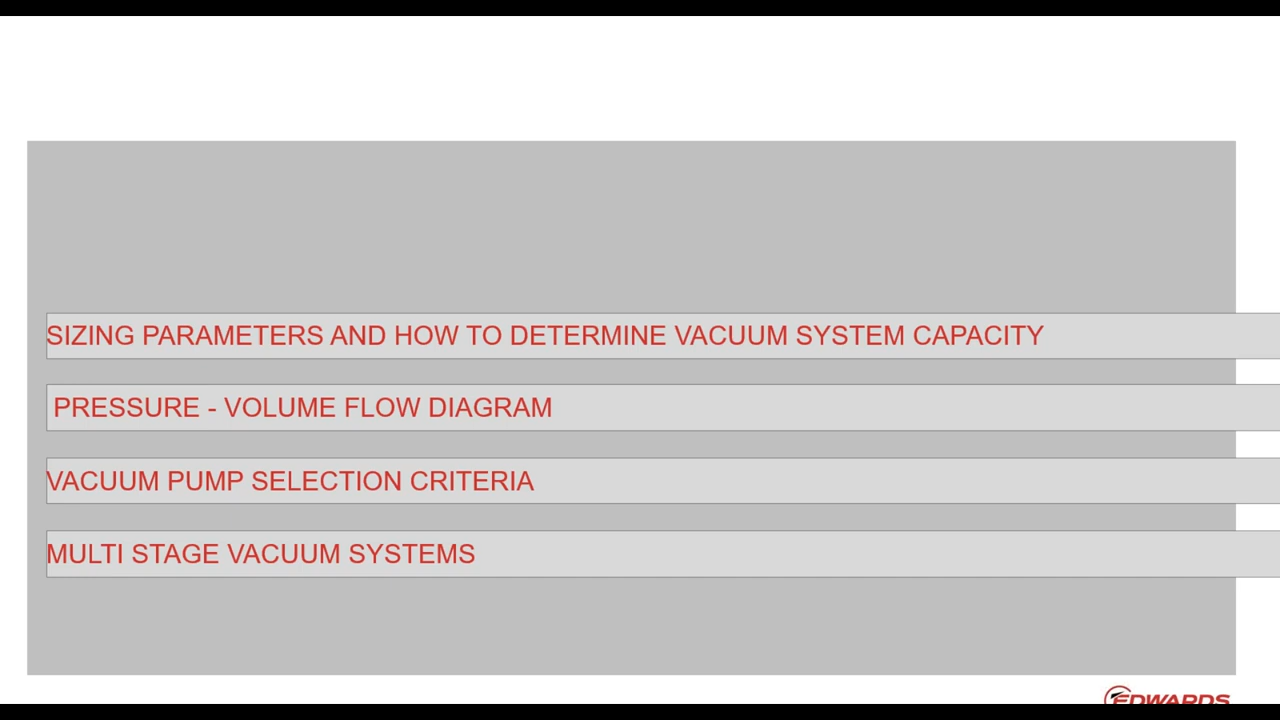 SIZING PARAMETERS AND HOW TO DETERMINE VACUUM SYSTEM CAPACITY
PRESSURE - VOLUME FLOW DIAGRAM
VACUUM PUMP SELECTION CRITERIA
MULTI STAGE VACUUM SYSTEMS
EDWARDS